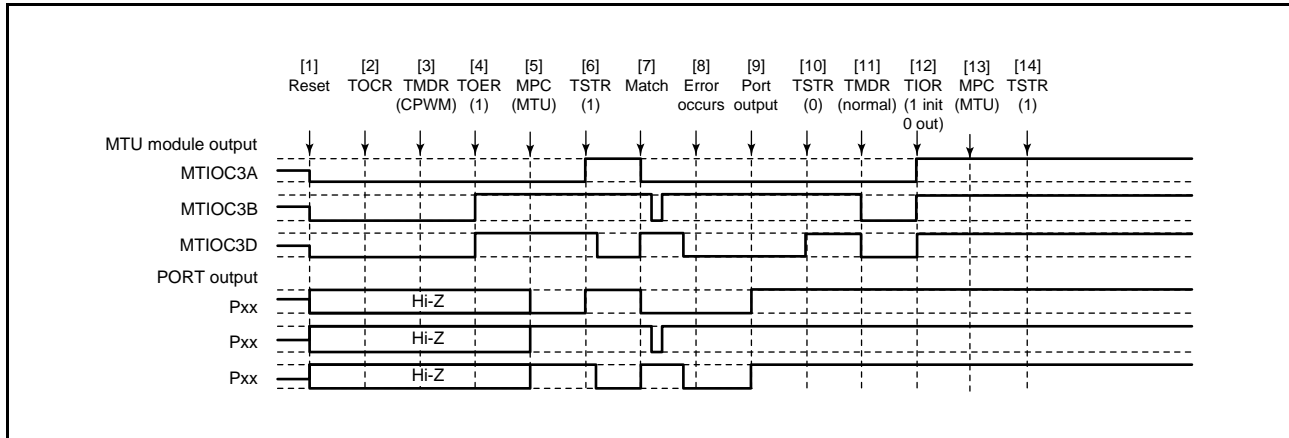 [1] [2] [3] [4] [5] [6] [7] [8] [9] [10] [11] [12] [13] [14]
Reset TOCR TMDR TOER MPC TSTR Match Error Port TSTR TMDR TIOR MPC TSTR
(CPWM) (1) (MTU) (1) occurs output (0) (normal) (1 init (MTU) (1)
0 out)
MTU module output
MTIOC3A
MTIOC3B
MTIOC3D
PORT output
Pxx Hi-Z
Pxx Hi-Z
Pxx Hi-Z